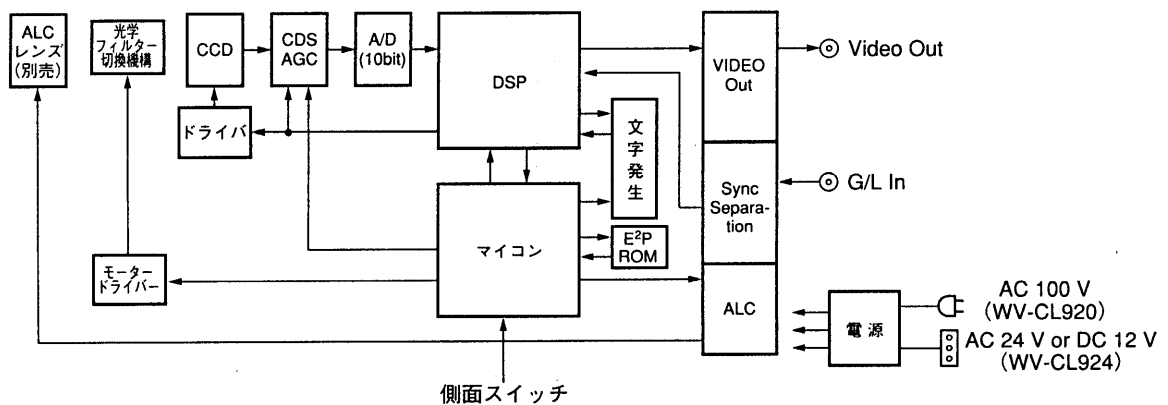 ALC
レンズ
(別売)
光学
フィルター
切換機構
CCD
CDS
AGC
A/D
(10bit)
DSP
VIDEO
Out
Video Out
ドライバ
文字発生
G/L In
Sync
Separa-
tion
マイコン
E²P
ROM
モーター
ドライバー
ALC
電源
AC 100 V
(WV-CL920)
AC 24 V or DC 12 V
(WV-CL924)
側面スイッチ